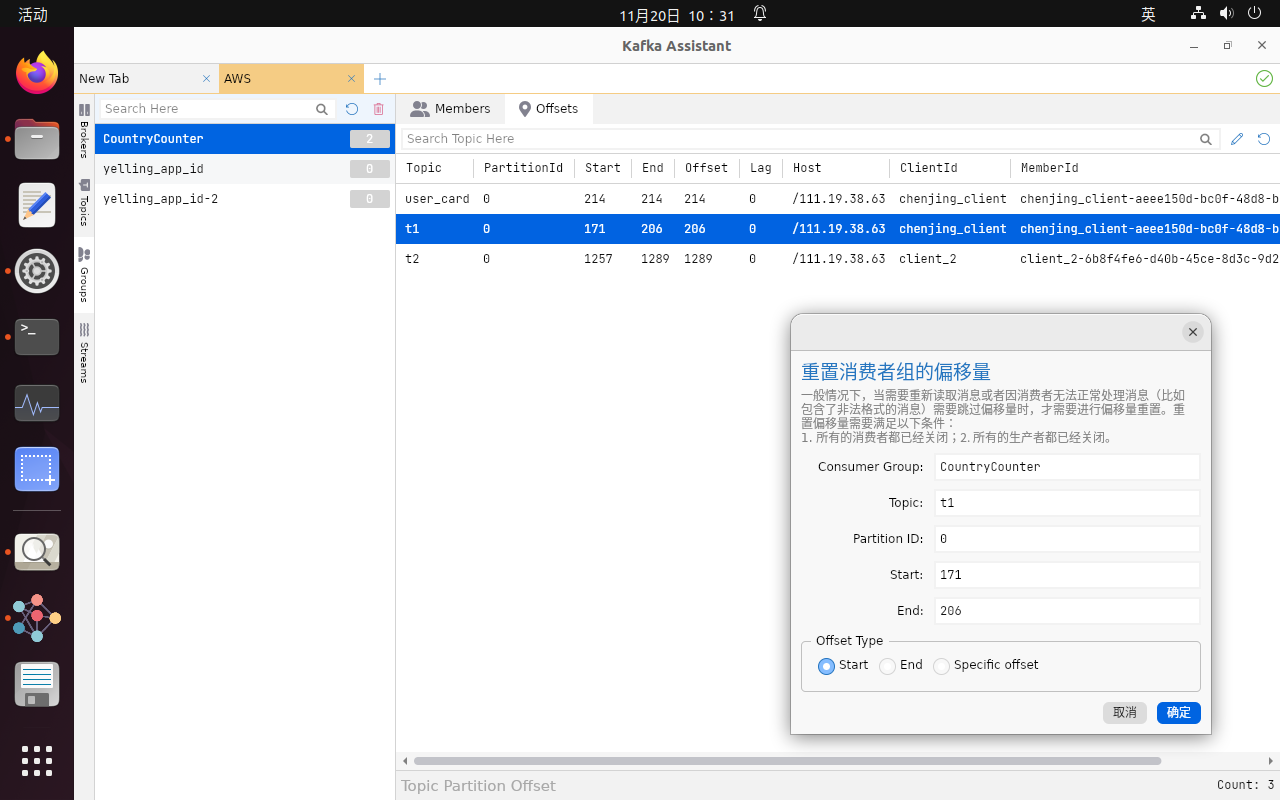 活动
11月20日 10：31
英
Kafka Assistant
New Tab
AWS
Search Here
Members
Offsets
Brokers
Topics
Groups
Streams
CountryCounter 2
yelling_app_id 0
yelling_app_id-2 0
Search Topic Here
Topic PartitionId Start End Offset Lag Host ClientId MemberId
user_card 0 214 214 214 0 /111.19.38.63 chenjing_client chenjing_client-aeee150d-bc0f-48d8-b
t1 0 171 206 206 0 /111.19.38.63 chenjing_client chenjing_client-aeee150d-bc0f-48d8-b
t2 0 1257 1289 1289 0 /111.19.38.63 client_2 client_2-6b8f4fe6-d40b-45ce-8d3c-9d2
重置消费者组的偏移量
一般情况下，当需要重新读取消息或者因消费者无法正常处理消息（比如
包含了非法格式的消息）需要跳过偏移量时，才需要进行偏移量重置。重
置偏移量需要满足以下条件：
1. 所有的消费者都已经关闭；2. 所有的生产者都已经关闭。
Consumer Group: CountryCounter
Topic: t1
Partition ID: 0
Start: 171
End: 206
Offset Type
Start End Specific offset
取消 确定
Topic Partition Offset
Count: 3